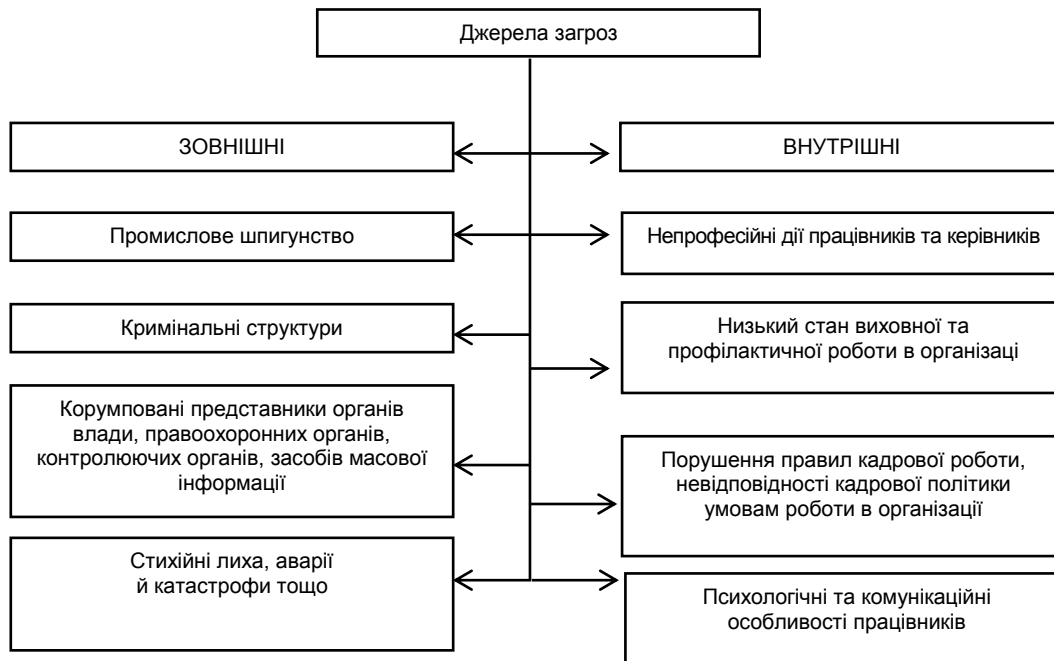 Джерела загроз
ЗОВНІШНІ
ВНУТРІШНІ
Промислове шпигунство
Непрофесійні дії працівників та керівників
Кримінальні структури
Низький стан виховної та
профілактичної роботи в організаці
Корумповані представники органів
влади, правоохоронних органів,
контролюючих органів, засобів масової
інформації
Порушення правил кадрової роботи,
невідповідності кадрової політики
умовам роботи в організації
Стихійні лиха, аварії
й катастрофи тощо
Психологічні та комунікаційні
особливості працівників